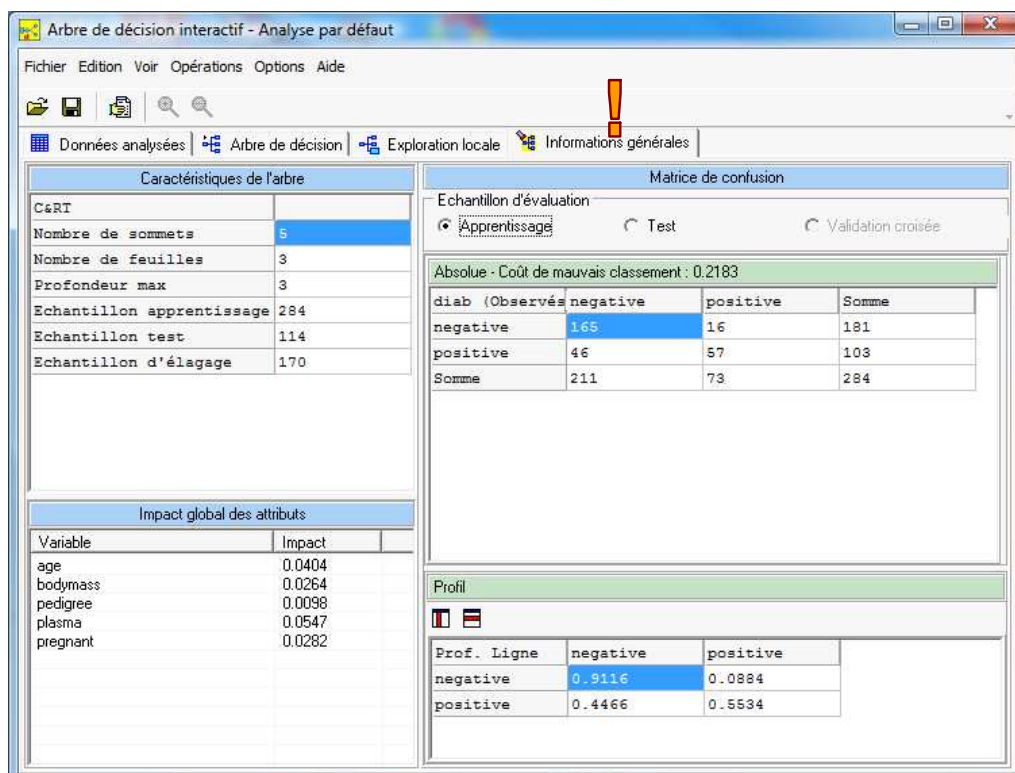 Arbre de décision interactif - Analyse par défaut
Fichier Edition Voir Opérations Options Aide
!
Données analysées Arbre de décision Exploration locale Informations générales
Caractéristiques de l'arbre
C&RT
Nombre de sommets 5
Nombre de feuilles 3
Profondeur max 3
Echantillon apprentissage 284
Echantillon test 114
Echantillon d'élagage 170
Impact global des attributs
Variable Impact
age 0.0404
bodymass 0.0264
pedigree 0.0098
plasma 0.0547
pregnant 0.0282
Matrice de confusion
Echantillon d'évaluation
Apprentissage Test Validation croisée
Absolue - Coût de mauvais classement : 0.2183
diab (Observés negative positive Somme
negative 165 16 181
positive 46 57 103
Somme 211 73 284
Profil
Prof. Ligne negative positive
negative 0.9116 0.0884
positive 0.4466 0.5534